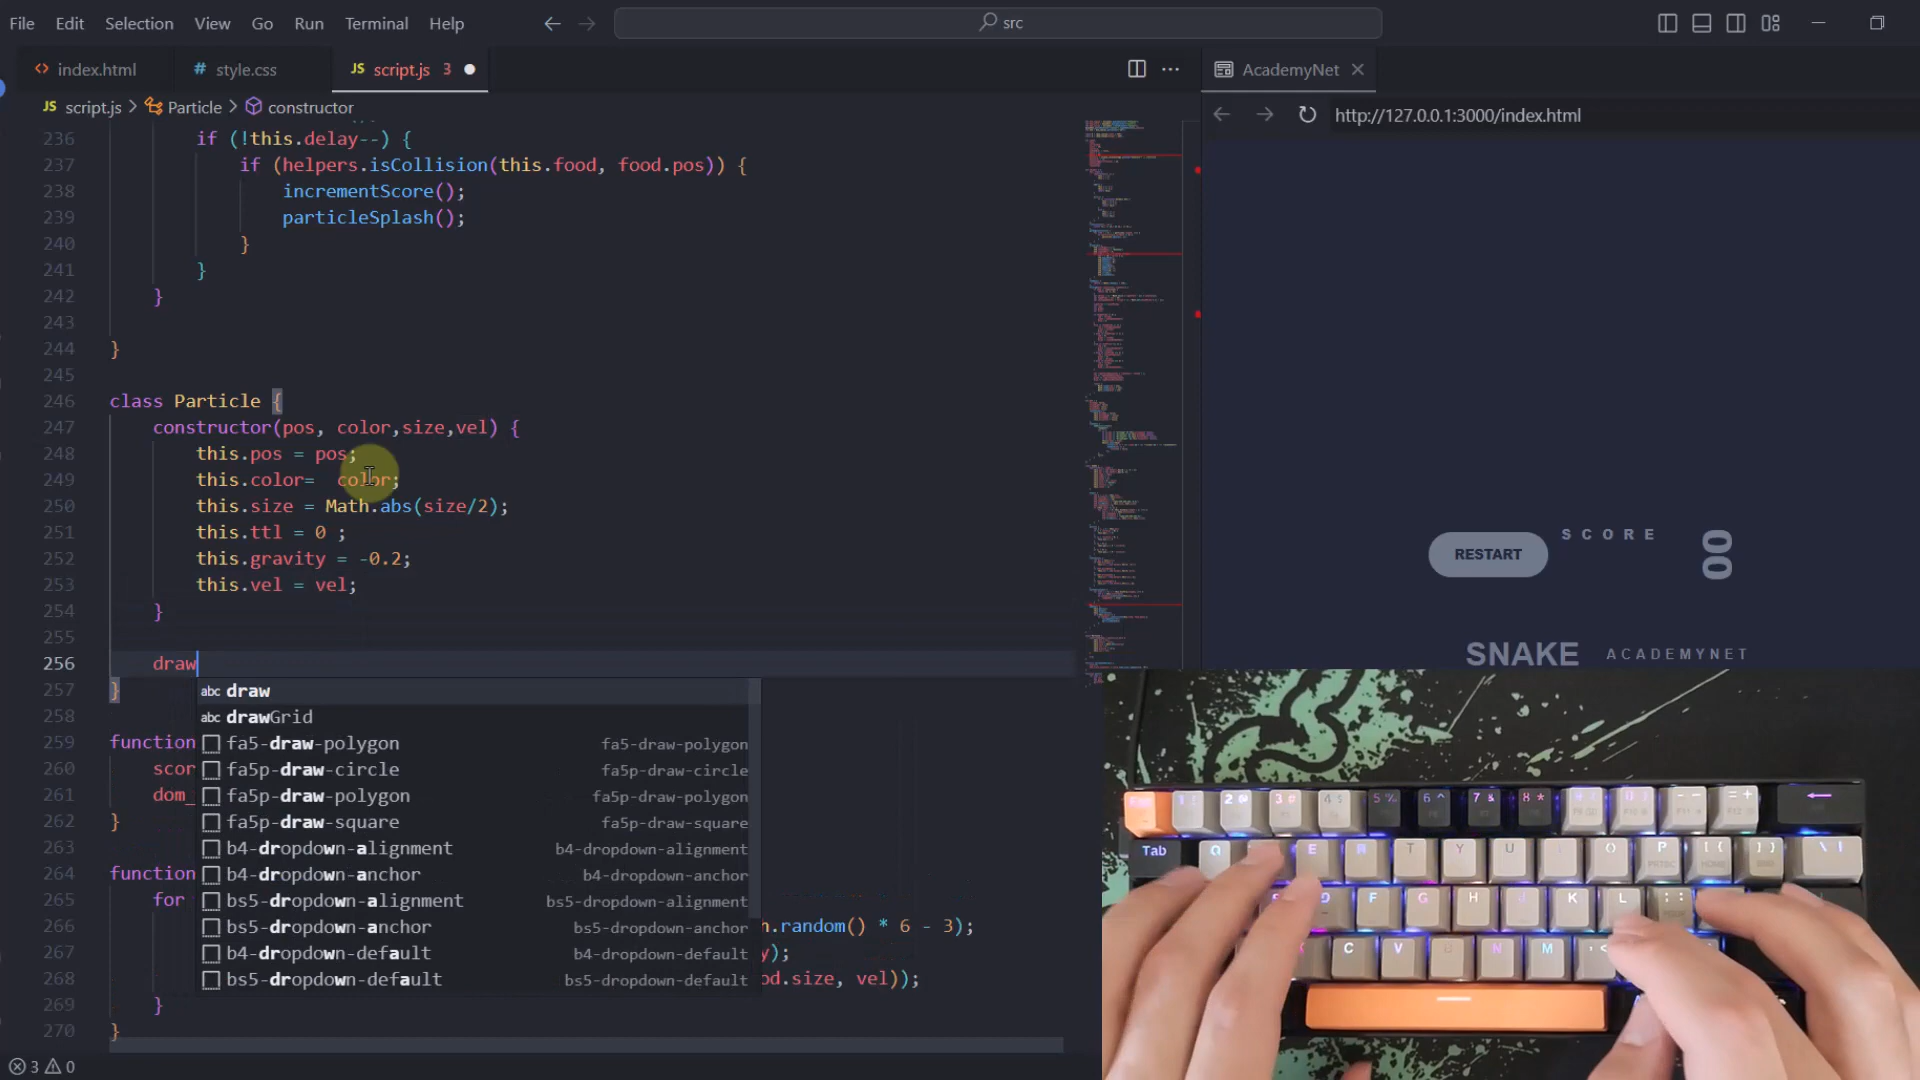 File Edit Selection View Go Run Terminal Help
src
index.html
# style.css
JS script.js 3
AcademyNet
JS script.js > Particle > constructor
http://127.0.0.1:3000/index.html
236 if (!this.delay--) {
237 if (helpers.isCollision(this.food, food.pos)) {
238 incrementScore();
239 particleSplash();
240 }
241 }
242 }
243
244 }
245
246 class Particle {
247 constructor(pos, color,size,vel) {
248 this.pos = pos;
249 this.color= color;
250 this.size = Math.abs(size/2);
251 this.ttl = 0 ;
252 this.gravity = -0.2;
253 this.vel = vel;
254 }
255
256 draw
257 }
258
259 function
260 scor
261 dom_
262 }
263
264 function
265 for
266 .random() * 6 - 3);
267 y);
268 od.size, vel));
269 }
270 }
abc draw
abc drawGrid
fa5-draw-polygon fa5-draw-polygon
fa5p-draw-circle fa5p-draw-circle
fa5p-draw-polygon fa5p-draw-polygon
fa5p-draw-square fa5p-draw-square
b4-dropdown-alignment b4-dropdown-alignment
b4-dropdown-anchor b4-dropdown-anchor
bs5-dropdown-alignment bs5-dropdown-alignment
bs5-dropdown-anchor bs5-dropdown-anchor
b4-dropdown-default b4-dropdown-default
bs5-dropdown-default bs5-dropdown-default
3 0
RESTART
SCORE
00
SNAKE ACADEMYNET
Tab Q E R T Y U P
D F G H J K L
C V B N M